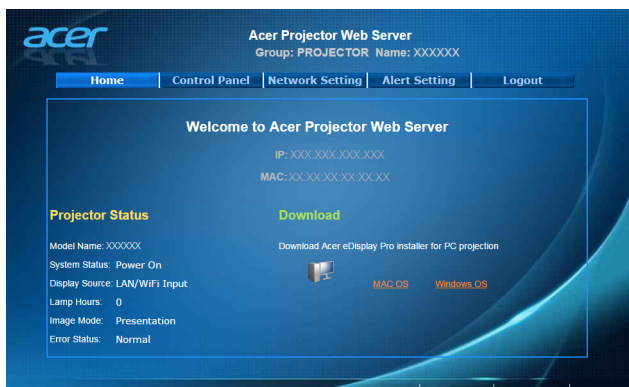 acer
Acer Projector Web Server
Group: PROJECTOR Name: XXXXXX
Home Control Panel Network Setting Alert Setting Logout
Welcome to Acer Projector Web Server
IP: XXX.XXX.XXX.XXX
MAC: XX:XX:XX:XX:XX:XX
Projector Status
Model Name: XXXXXX
System Status: Power On
Display Source: LAN/WiFi Input
Lamp Hours: 0
Image Mode: Presentation
Error Status: Normal
Download
Download Acer eDisplay Pro installer for PC projection
MAC OS Windows OS